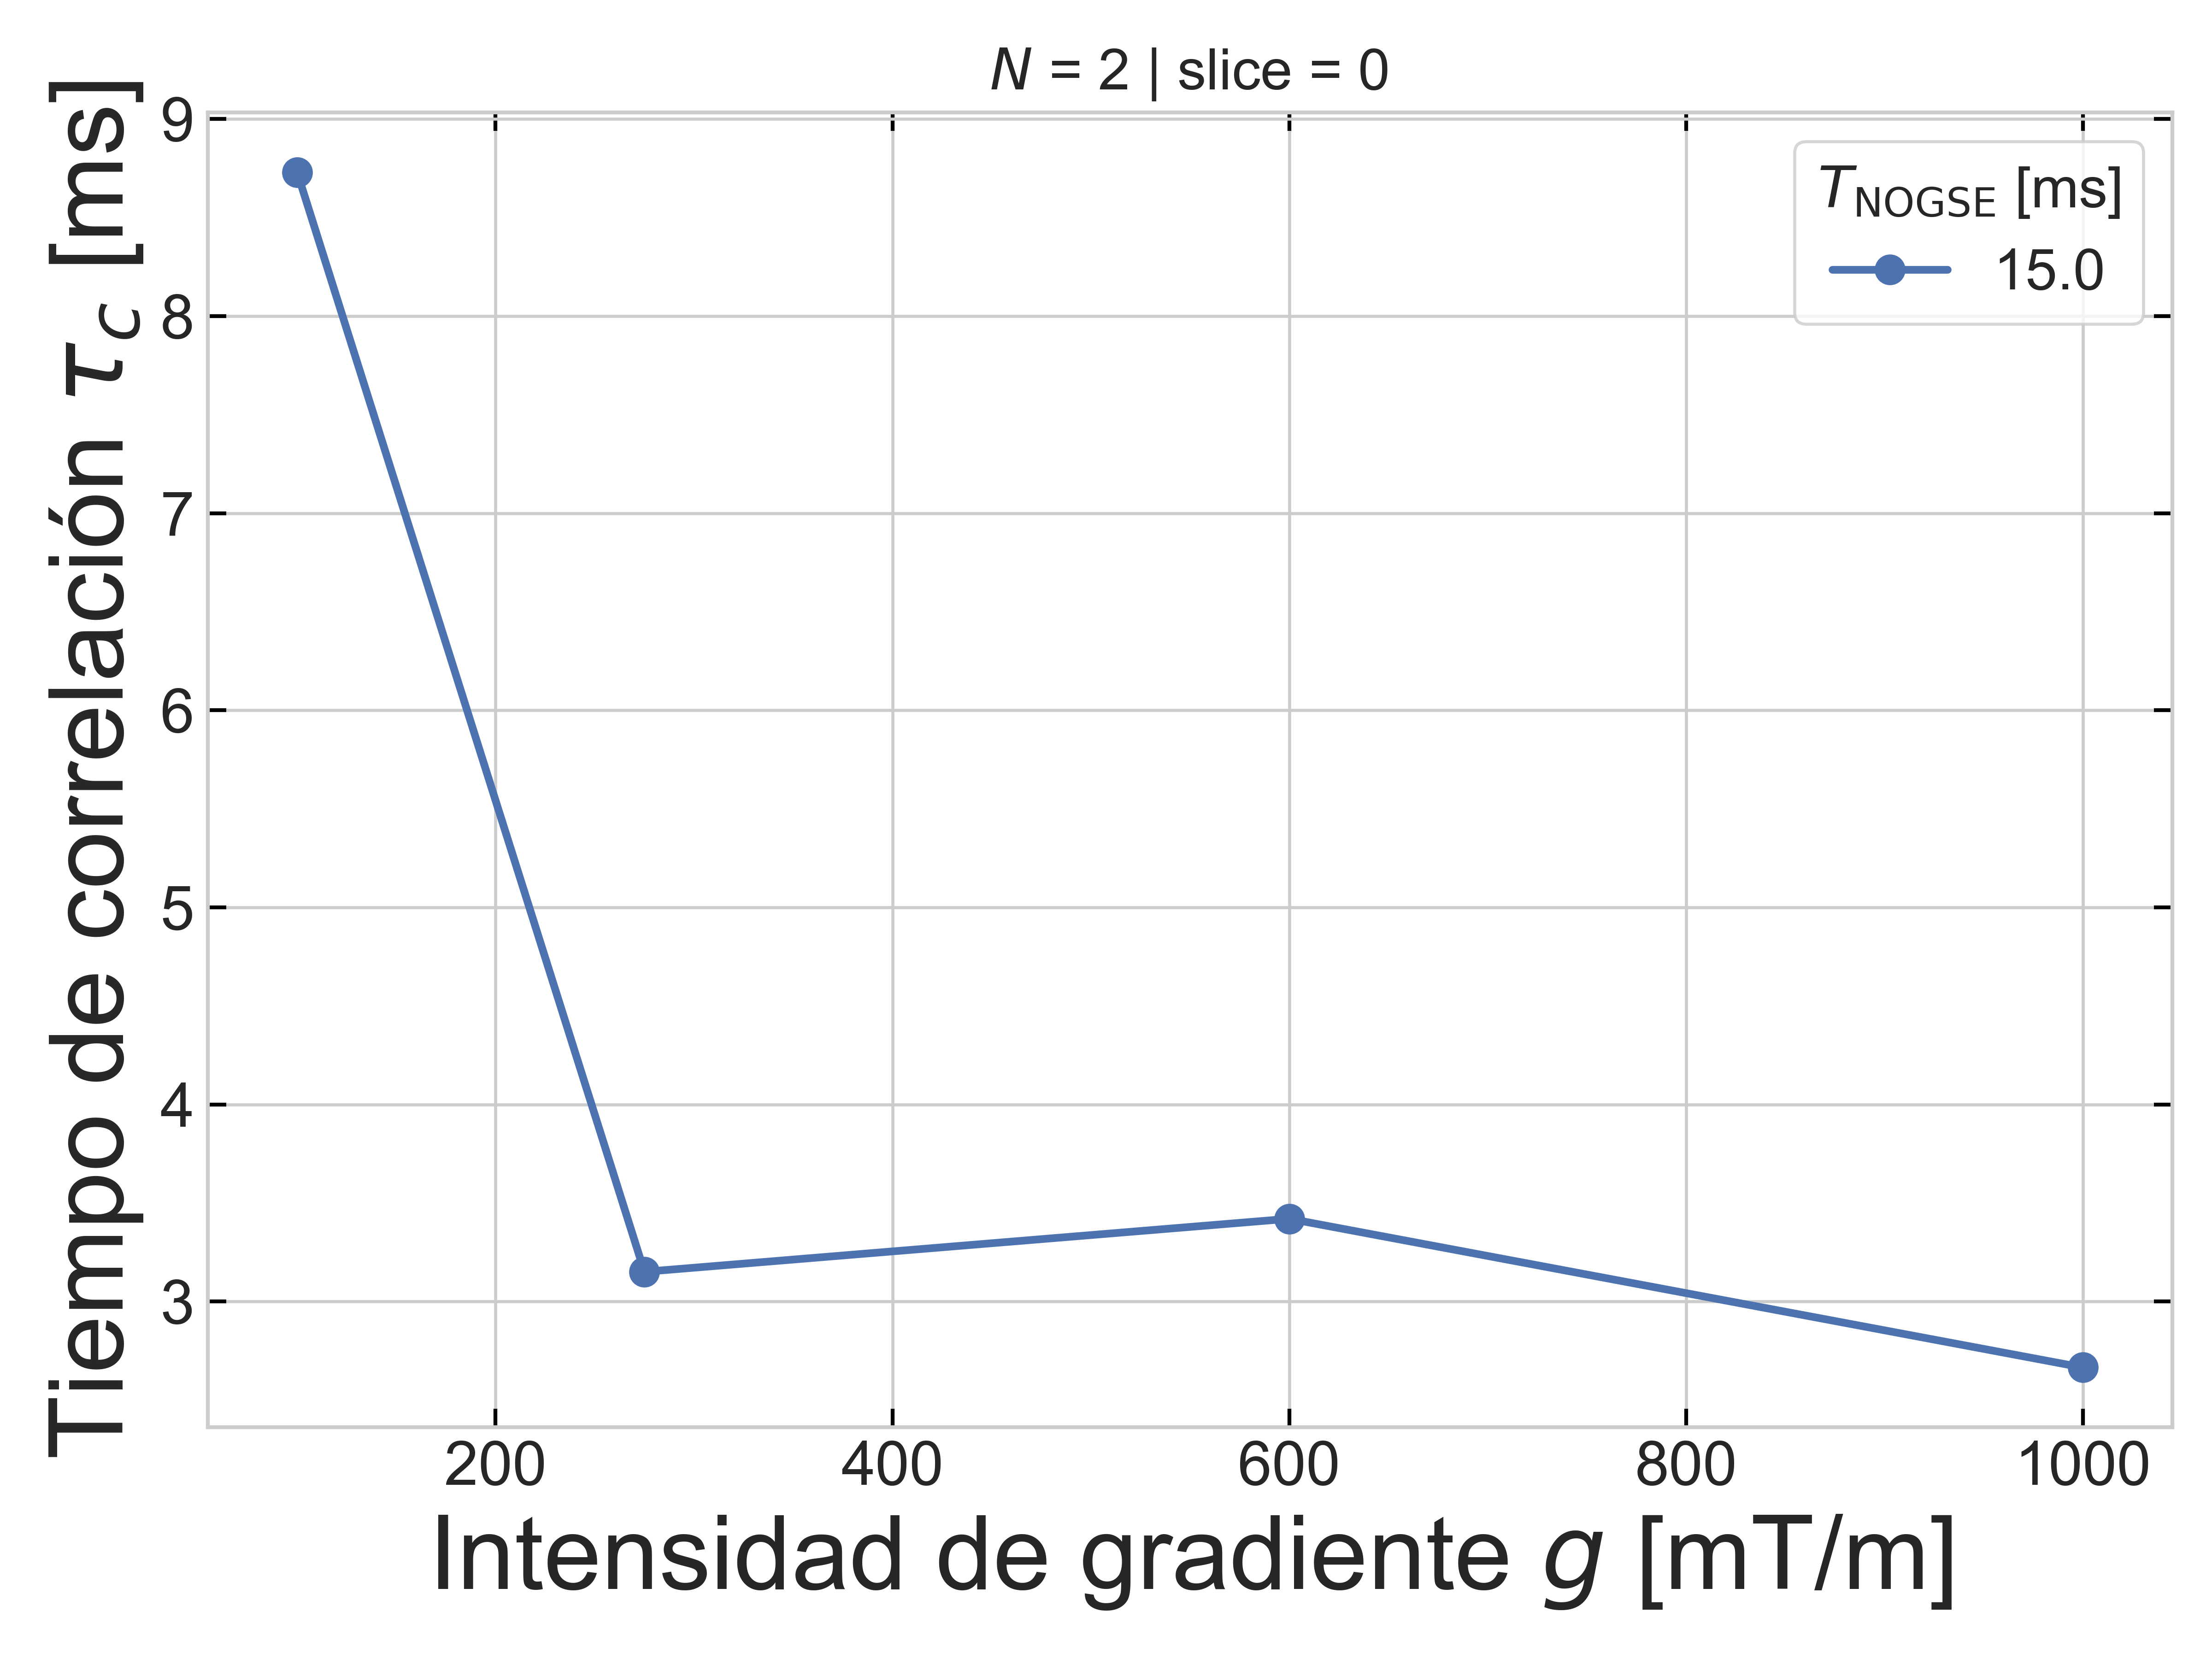 N = 2 | slice = 0
Tiempo de correlación τc [ms]
9
8
7
6
5
4
3
TNOGSE [ms]
15.0
200 400 600 800 1000
Intensidad de gradiente g [mT/m]